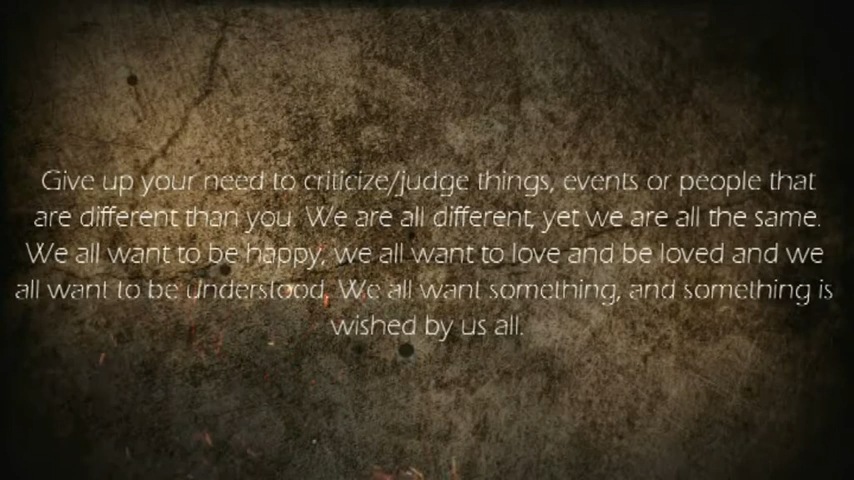 Give up your need to criticize/judge things, events or people that
are different than you. We are all different, yet we are all the same.
We all want to be happy, we all want to love and be loved and we
all want to be understood. We all want something, and something is
wished by us all.